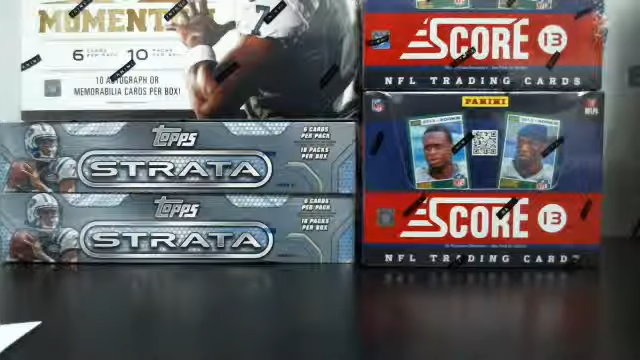 MOMENTUM
6 CARDS PER PACK 10 PACKS PER BOX
10 AUTOGRAPH OR
MEMORABILIA CARDS PER BOX!
7
Topps
STRATA
6 CARDS
PER PACK
18 PACKS
PER BOX
Topps
STRATA
6 CARDS
PER PACK
18 PACKS
PER BOX
SCORE 13
NFL TRADING CARDS
PANINI
SCORE 13
NFL TRADING CARDS